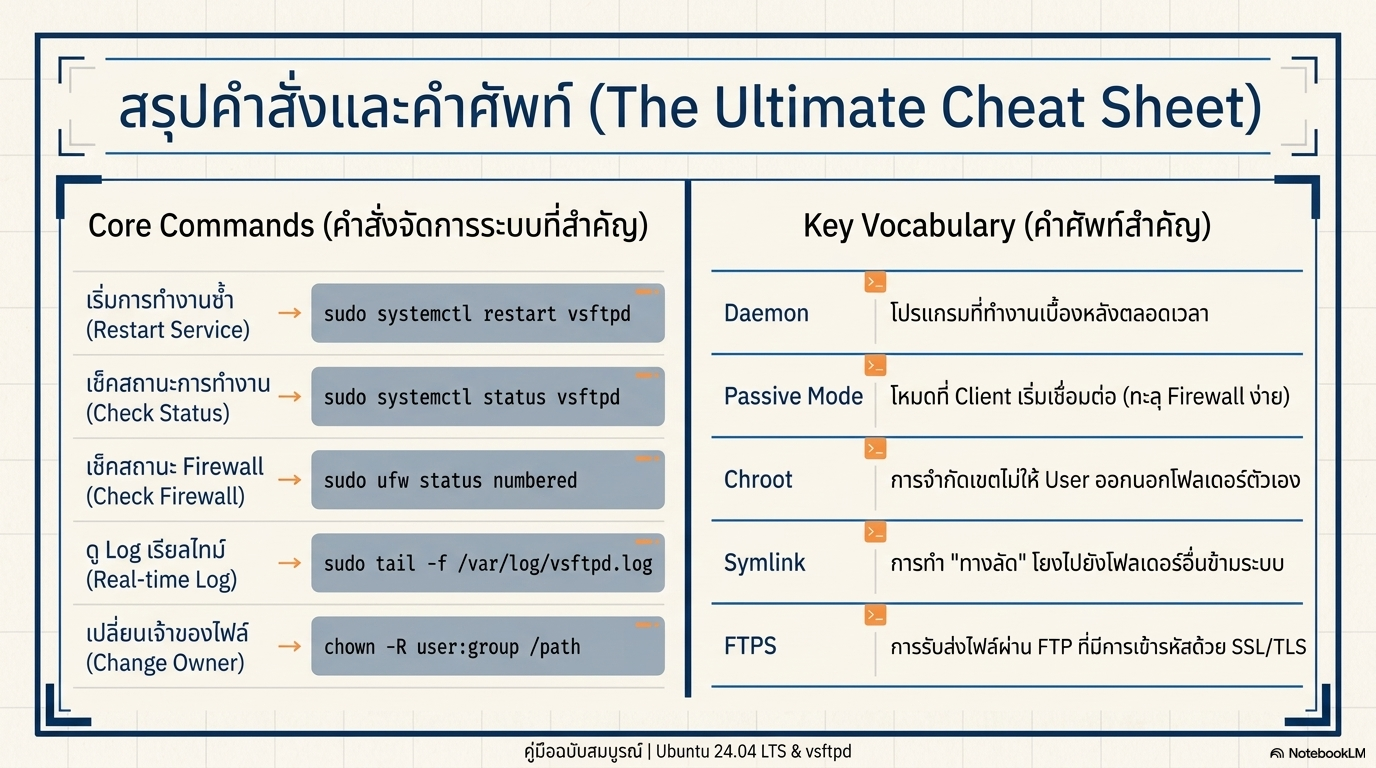 สรุปคำสั่งและคำศัพท์ (The Ultimate Cheat Sheet)
Core Commands (คำสั่งจัดการระบบที่สำคัญ)
เริ่มการทำงานซ้ำ
(Restart Service)
→ sudo systemctl restart vsftpd
เช็คสถานะการทำงาน
(Check Status)
→ sudo systemctl status vsftpd
เช็คสถานะ Firewall
(Check Firewall)
→ sudo ufw status numbered
ดู Log เรียลไทม์
(Real-time Log)
→ sudo tail -f /var/log/vsftpd.log
เปลี่ยนเจ้าของไฟล์
(Change Owner)
→ chown -R user:group /path
Key Vocabulary (คำศัพท์สำคัญ)
Daemon โปรแกรมที่ทำงานเบื้องหลังตลอดเวลา
Passive Mode โหมดที่ Client เริ่มเชื่อมต่อ (ทะลุ Firewall ง่าย)
Chroot การจำกัดเขตไม่ให้ User ออกนอกโฟลเดอร์ตัวเอง
Symlink การทำ "ทางลัด" โยงไปยังโฟลเดอร์อื่นข้ามระบบ
FTPS การรับส่งไฟล์ผ่าน FTP ที่มีการเข้ารหัสด้วย SSL/TLS
คู่มือฉบับสมบูรณ์ | Ubuntu 24.04 LTS & vsftpd
NotebookLM